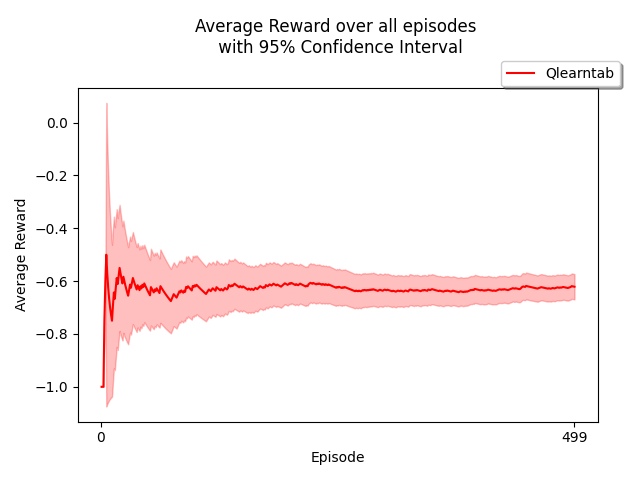 Average Reward over all episodes
with 95% Confidence Interval
Qlearntab
0.0
−0.2
−0.4
−0.6
−0.8
−1.0
Average Reward
0
499
Episode